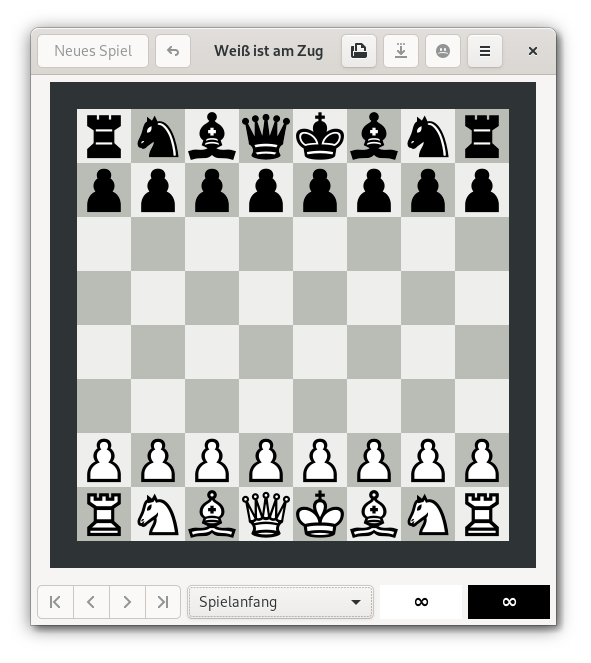 Neues Spiel
Weiß ist am Zug
Spielanfang
∞
∞